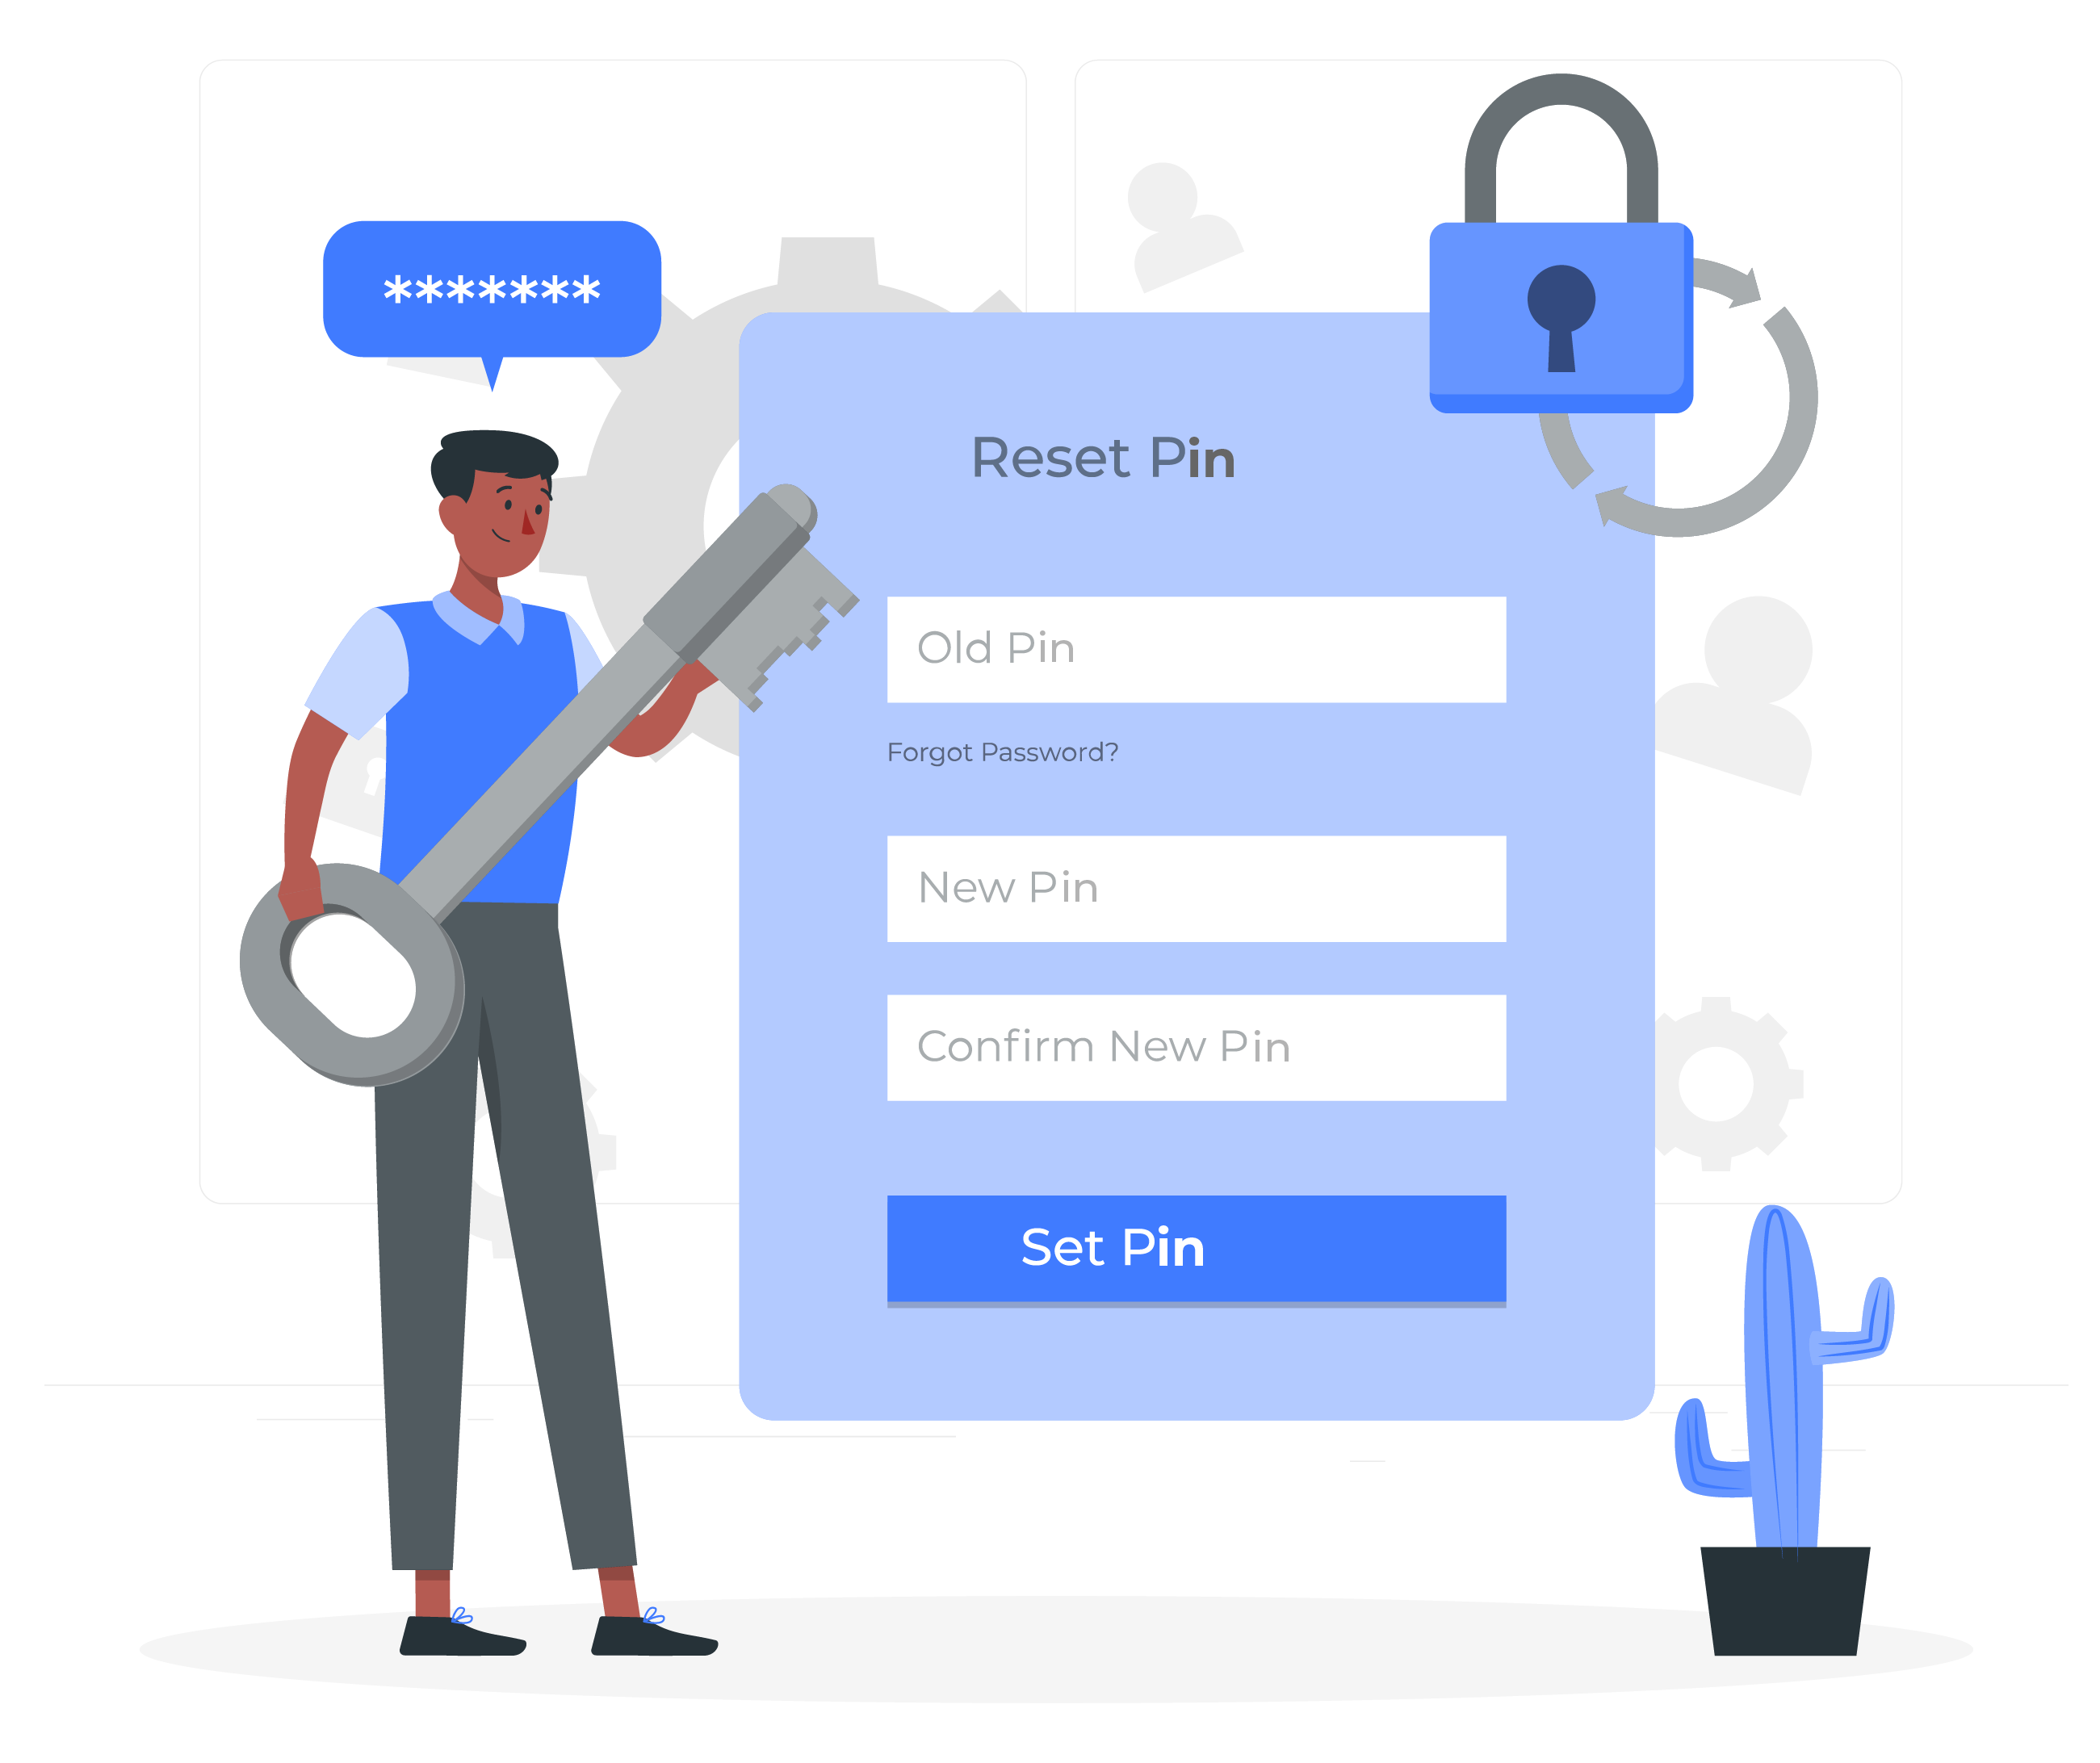 *******
Reset Pin
Old Pin
Forgot Password?
New Pin
Confirm New Pin
Set Pin